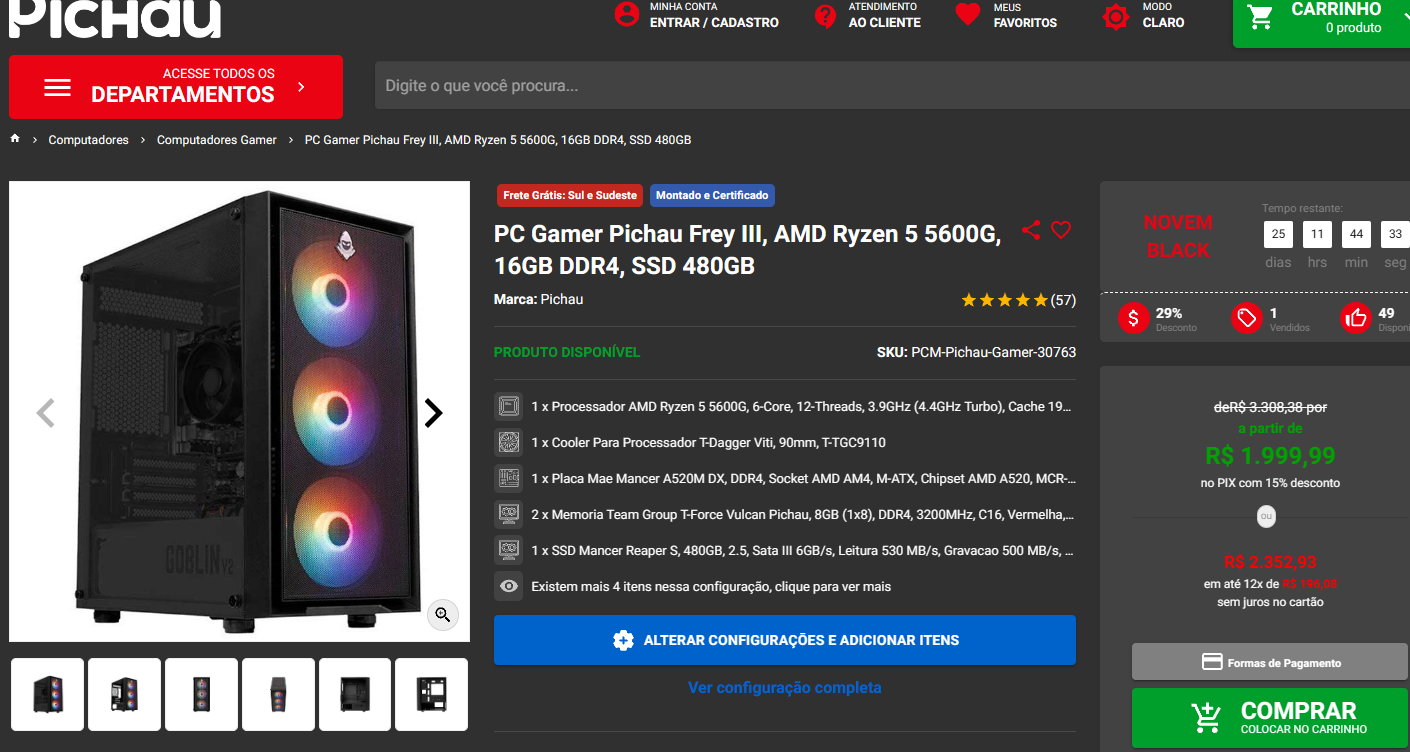 PICHAU
MINHA CONTA
ENTRAR / CADASTRO
ATENDIMENTO
AO CLIENTE
MEUS
FAVORITOS
MODO
CLARO
CARRINHO
0 produto
ACESSE TODOS OS
DEPARTAMENTOS
Digite o que você procura...
Computadores
Computadores Gamer
PC Gamer Pichau Frey III, AMD Ryzen 5 5600G, 16GB DDR4, SSD 480GB
GOBLIN V2
Frete Grátis: Sul e Sudeste
Montado e Certificado
PC Gamer Pichau Frey III, AMD Ryzen 5 5600G,
16GB DDR4, SSD 480GB
Marca: Pichau
(57)
PRODUTO DISPONÍVEL
SKU: PCM-Pichau-Gamer-30763
1 x Processador AMD Ryzen 5 5600G, 6-Core, 12-Threads, 3.9GHz (4.4GHz Turbo), Cache 19...
1 x Cooler Para Processador T-Dagger Viti, 90mm, T-TGC9110
1 x Placa Mae Mancer A520M DX, DDR4, Socket AMD AM4, M-ATX, Chipset AMD A520, MCR-...
2 x Memoria Team Group T-Force Vulcan Pichau, 8GB (1x8), DDR4, 3200MHz, C16, Vermelha,...
1 x SSD Mancer Reaper S, 480GB, 2.5, Sata III 6GB/s, Leitura 530 MB/s, Gravacao 500 MB/s, ...
Existem mais 4 itens nessa configuração, clique para ver mais
ALTERAR CONFIGURAÇÕES E ADICIONAR ITENS
Ver configuração completa
NOVEM
BLACK
Tempo restante:
25 11 44 33
dias hrs min seg
29%
Desconto
1
Vendidos
49
Disponí
deR$ 3.308,38 por
a partir de
R$ 1.999,99
no PIX com 15% desconto
ou
R$ 2.352,93
em até 12x de R$ 196,08
sem juros no cartão
Formas de Pagamento
COMPRAR
COLOCAR NO CARRINHO